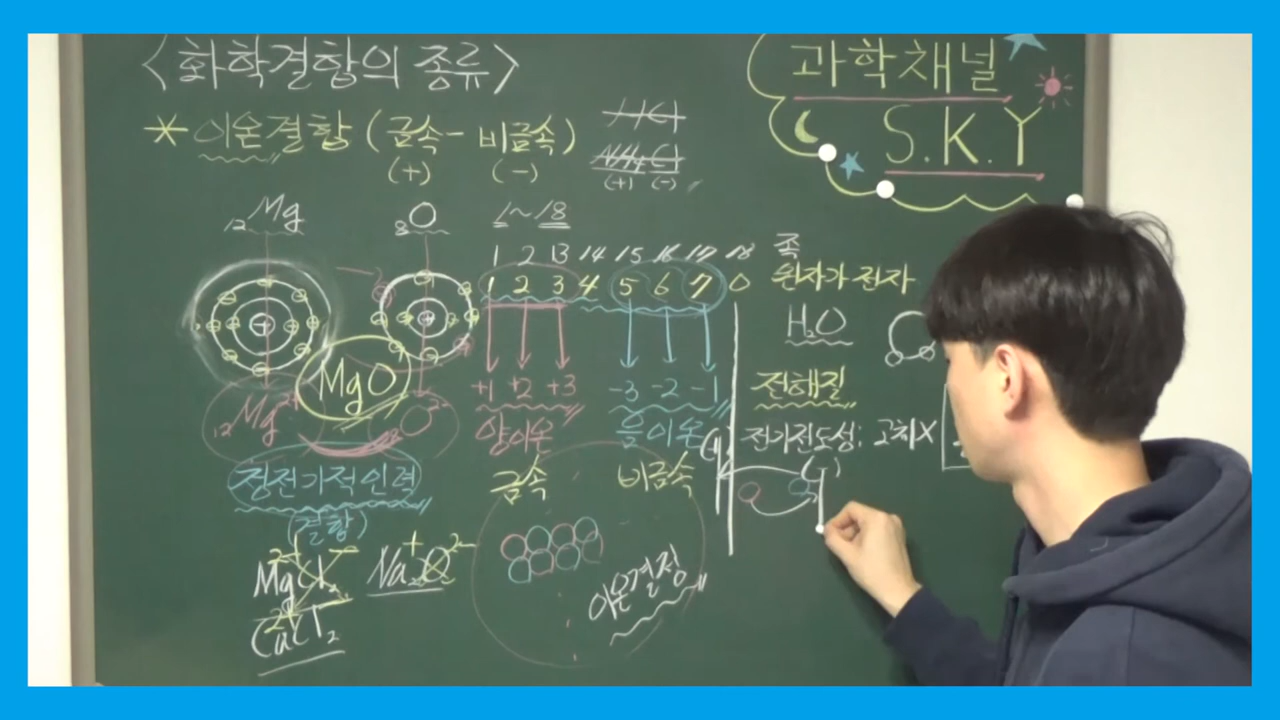 <화학결합의 종류>
과학채널
S.K.Y
* 이온결합 (금속 - 비금속)
(+) (-)
HCl
NH₄Cl
(+) (-)
₁₂Mg
₈O
1~18
1 2 13 14 15 16 17 18 족
1 2 3 4 5 6 7 0 원자가 전자
MgO
+1 +2 +3 -3 -2 -1
양이온 음이온
금속 비금속
₁₂Mg²⁺
O²⁻
정전기적인력
(결합)
MgCl₂
CaCl₂
Na₂O
이온결정
H₂O
전해질
전기전도성: 고체X